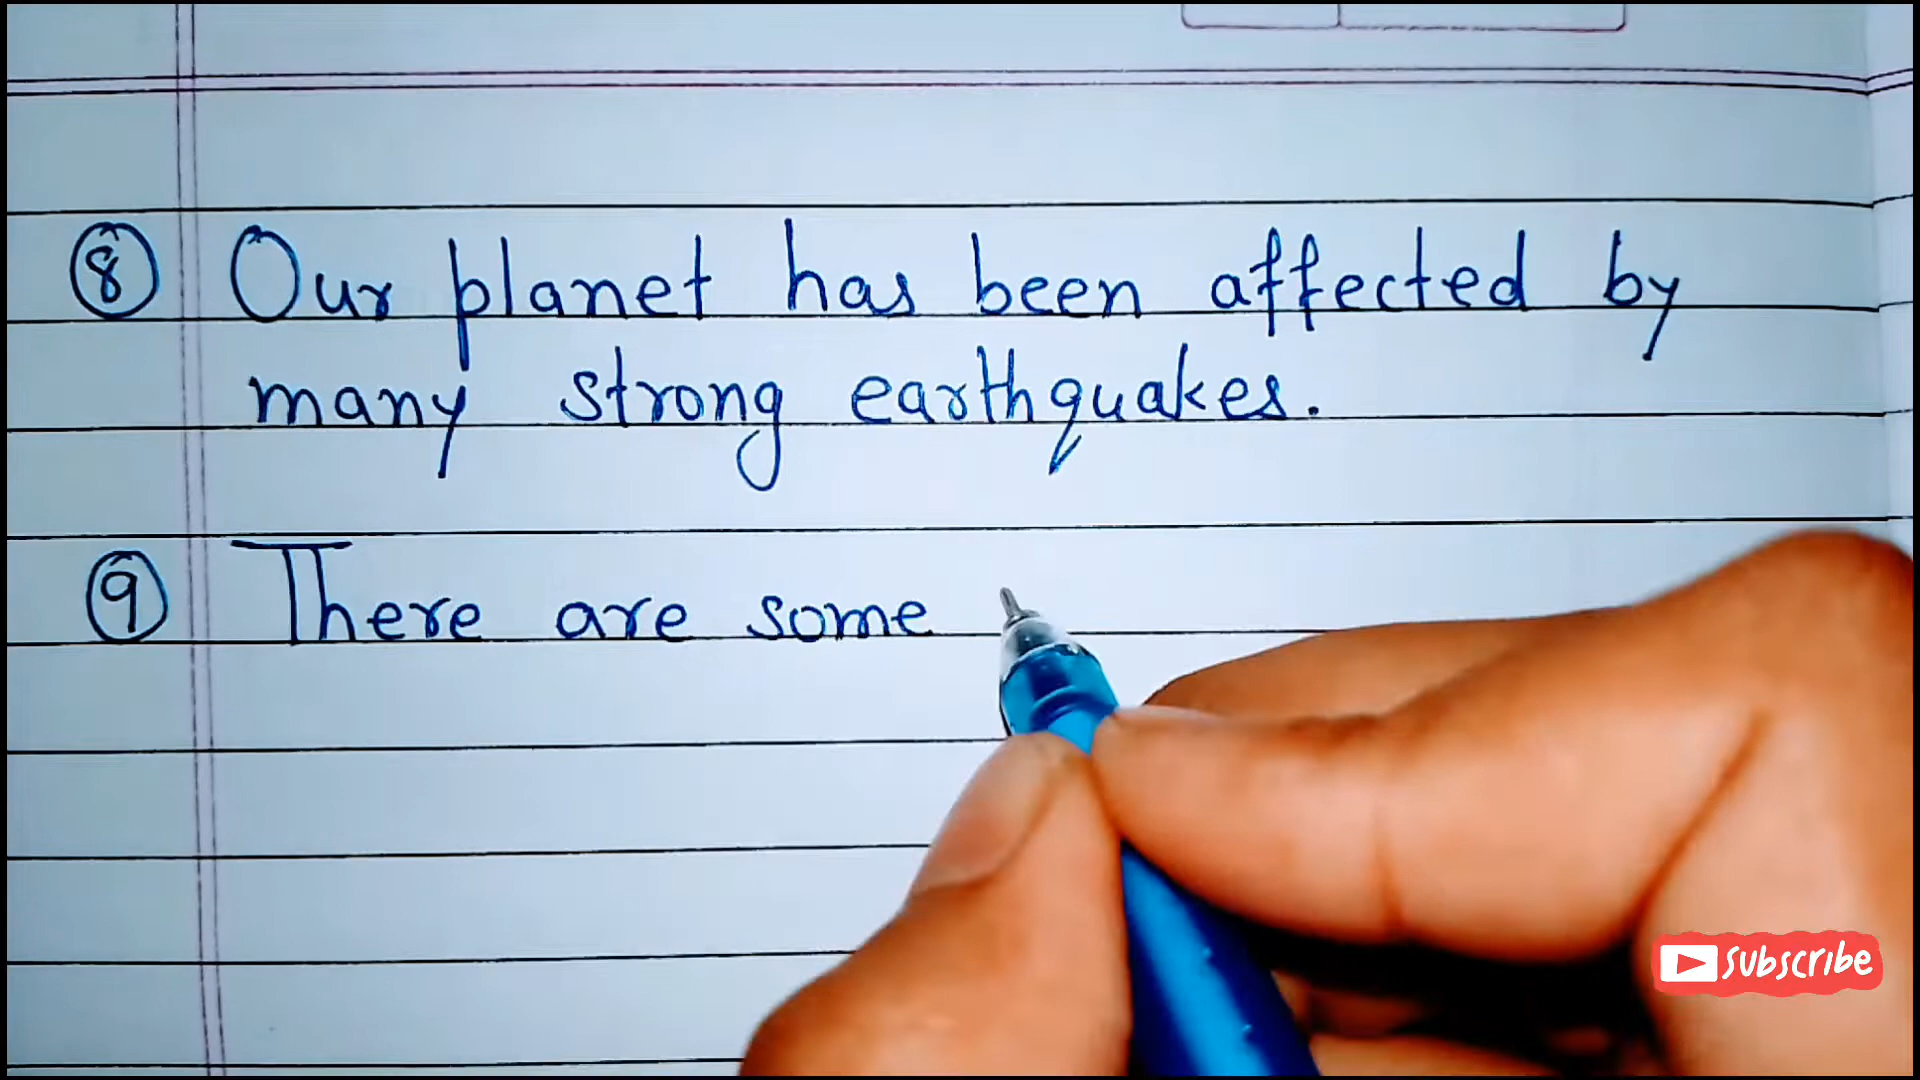 8 Our planet has been affected by
many strong earthquakes.
9 There are some
Subscribe